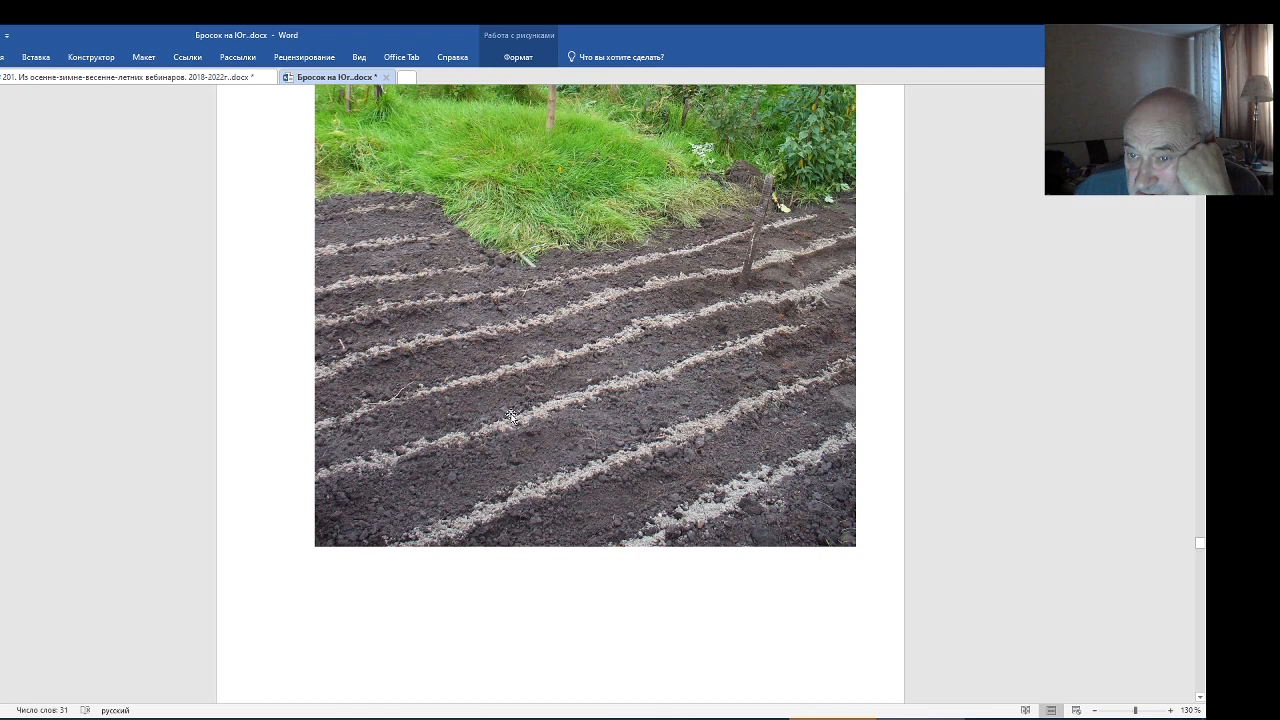 Бросок на Юг..docx - Word
Работа с рисунками
Вставка Конструктор Макет Ссылки Рассылки Рецензирование Вид Office Tab Справка Формат Что вы хотите сделать?
201. Из осенне-зимне-весенне-летних вебинаров. 2018-2022г..docx * Бросок на Юг..docx *
Число слов: 31 русский 130 %